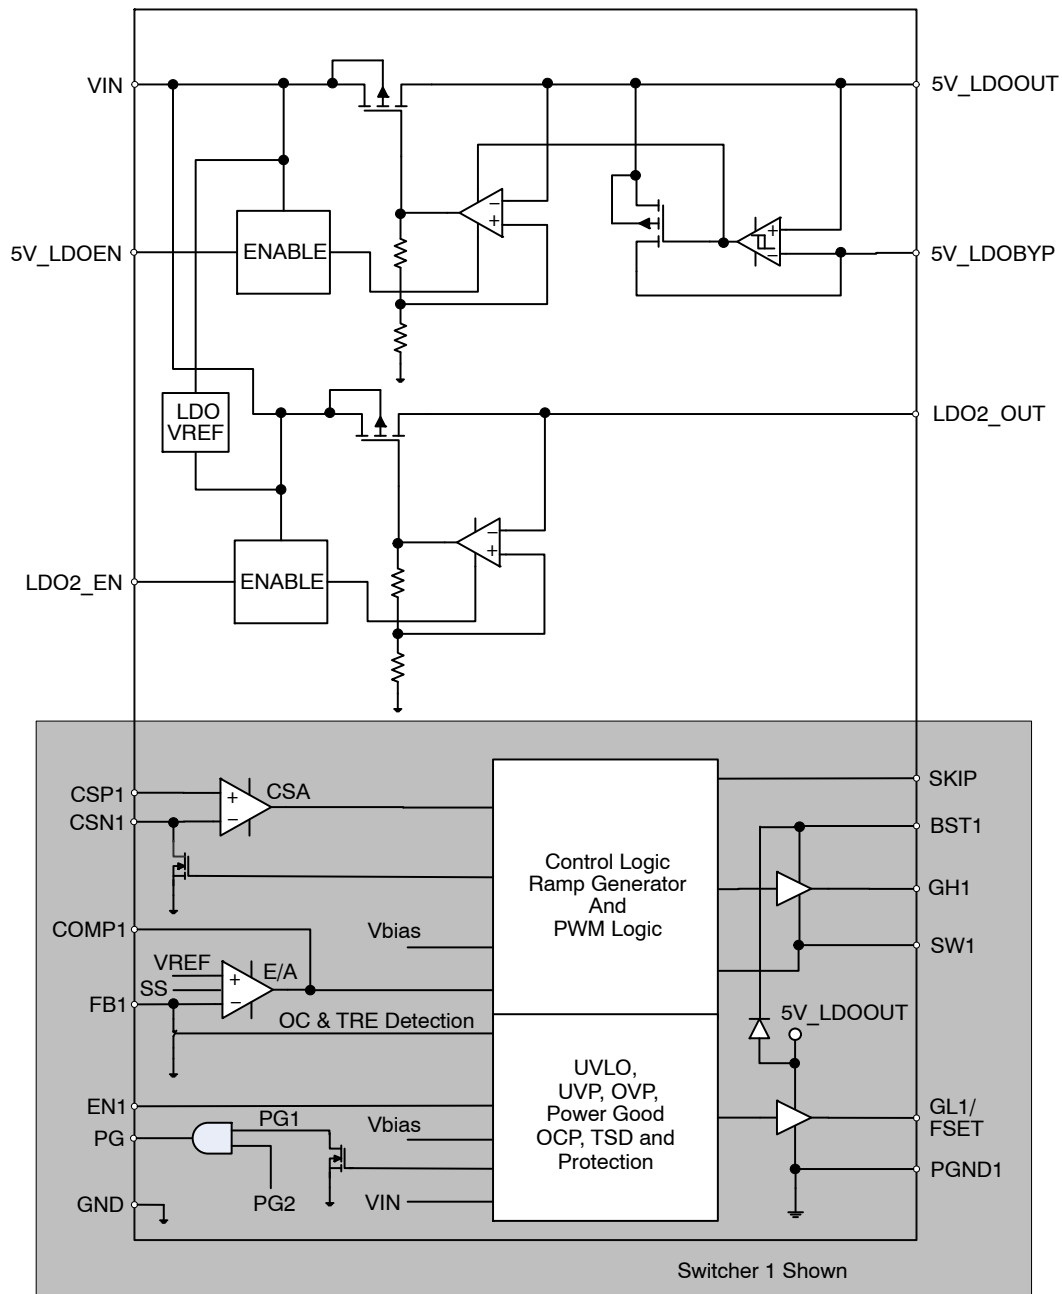 VIN
5V_LDOOUT
−
+
+
−
5V_LDOEN
ENABLE
5V_LDOBYP
LDO
VREF
LDO2_OUT
−
+
LDO2_EN
ENABLE
CSP1
+
CSA
CSN1
−
SKIP
BST1
Control Logic
Ramp Generator
And
PWM Logic
GH1
COMP1
Vbias
SW1
VREF
+
E/A
SS
FB1
−
5V_LDOOUT
OC & TRE Detection
UVLO,
UVP, OVP,
Power Good
OCP, TSD and
Protection
EN1
PG1
PG
Vbias
GL1/
FSET
PGND1
PG2
VIN
GND
Switcher 1 Shown